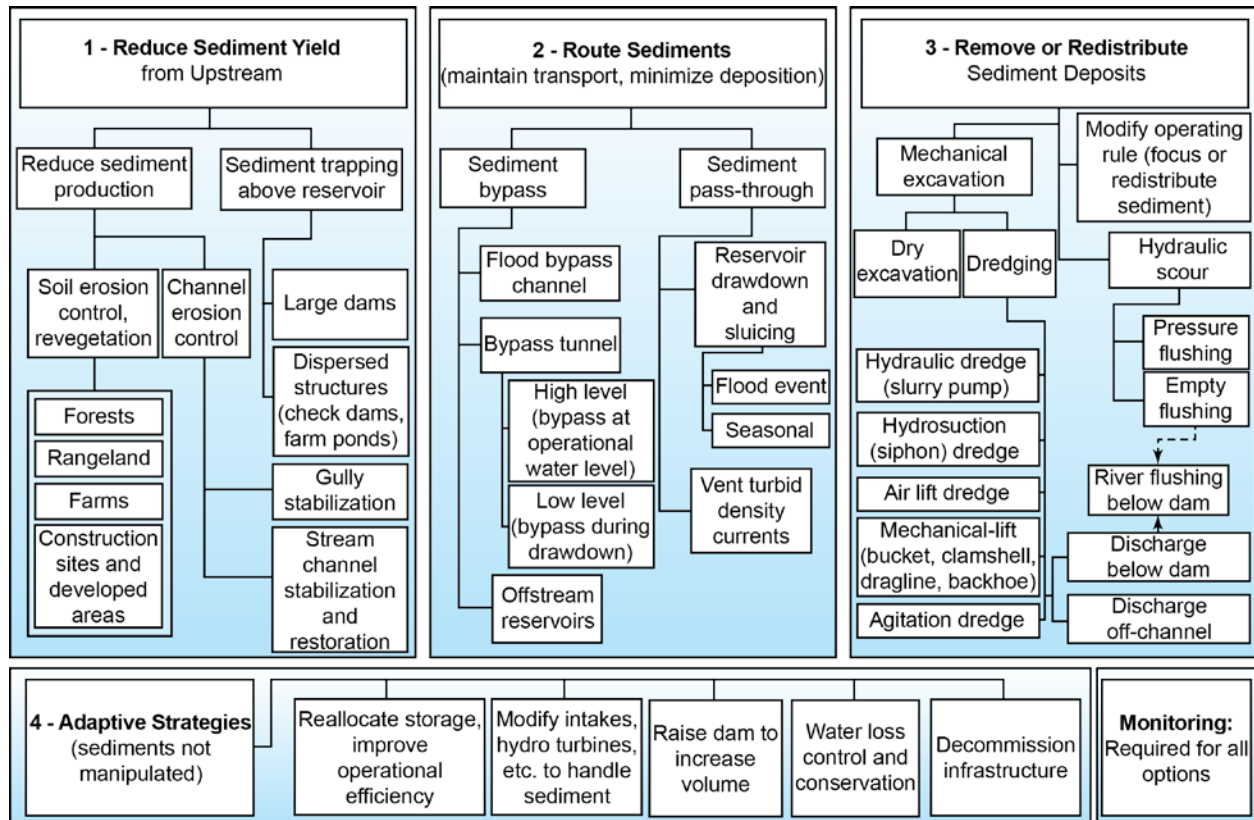 1 - Reduce Sediment Yield
from Upstream
Reduce sediment
production
Sediment trapping
above reservoir
Soil erosion
control,
revegetation
Channel
erosion
control
Large dams
Dispersed
structures
(check dams,
farm ponds)
Forests
Rangeland
Farms
Construction
sites and
developed
areas
Gully
stabilization
Stream
channel
stabilization
and
restoration
2 - Route Sediments
(maintain transport, minimize deposition)
Sediment
bypass
Sediment
pass-through
Flood bypass
channel
Bypass tunnel
High level
(bypass at
operational
water level)
Low level
(bypass during
drawdown)
Offstream
reservoirs
Reservoir
drawdown
and
sluicing
Flood event
Seasonal
Vent turbid
density
currents
3 - Remove or Redistribute
Sediment Deposits
Mechanical
excavation
Modify operating
rule (focus or
redistribute
sediment)
Dry
excavation
Dredging
Hydraulic
scour
Hydraulic dredge
(slurry pump)
Hydrosuction
(siphon) dredge
Air lift dredge
Mechanical-lift
(bucket, clamshell,
dragline, backhoe)
Agitation dredge
Pressure
flushing
Empty
flushing
River flushing
below dam
Discharge
below dam
Discharge
off-channel
4 - Adaptive Strategies
(sediments not
manipulated)
Reallocate storage,
improve
operational
efficiency
Modify intakes,
hydro turbines,
etc. to handle
sediment
Raise dam to
increase
volume
Water loss
control and
conservation
Decommission
infrastructure
Monitoring:
Required for all
options